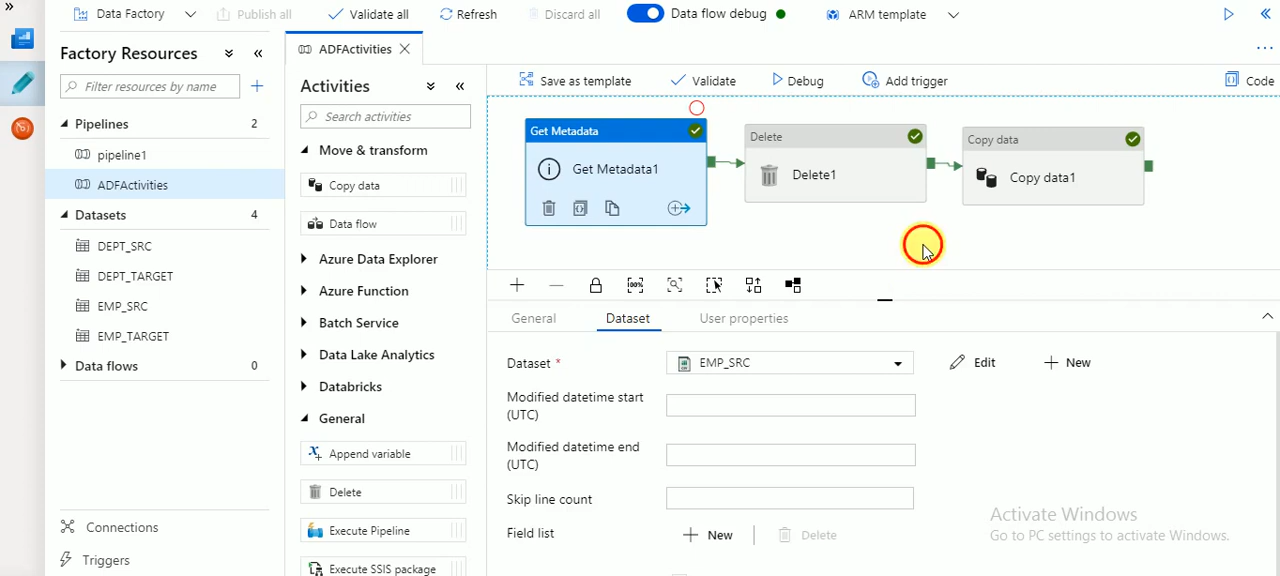 »
Data Factory
Publish all
Validate all
Refresh
Discard all
Data flow debug
ARM template
«
Factory Resources
«
Filter resources by name
Pipelines
2
pipeline1
ADFActivities
Datasets
4
DEPT_SRC
DEPT_TARGET
EMP_SRC
EMP_TARGET
Data flows
0
Connections
Triggers
ADFActivities
Activities
«
Search activities
Move & transform
Copy data
Data flow
Azure Data Explorer
Azure Function
Batch Service
Data Lake Analytics
Databricks
General
Append variable
Delete
Execute Pipeline
Execute SSIS package
Save as template
Validate
Debug
Add trigger
Code
Get Metadata
Get Metadata1
Delete
Delete1
Copy data
Copy data1
100%
General
Dataset
User properties
Dataset *
EMP_SRC
Edit
New
Modified datetime start
(UTC)
Modified datetime end
(UTC)
Skip line count
Field list
New
Delete
Activate Windows
Go to PC settings to activate Windows.